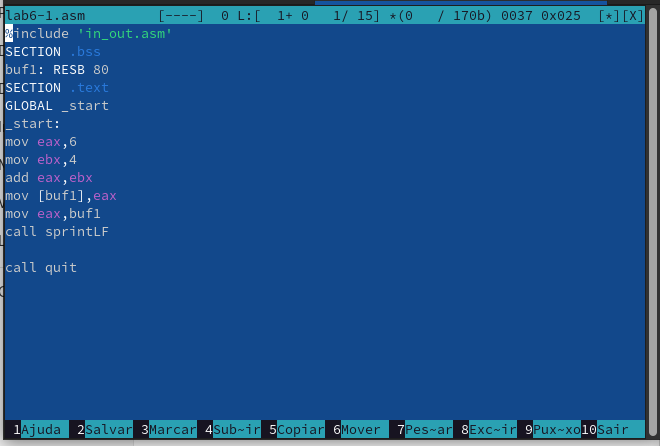 lab6-1.asm [----] 0 L:[ 1+ 0 1/ 15] *(0 / 170b) 0037 0x025 [*][X]
%include 'in_out.asm'
SECTION .bss
buf1: RESB 80
SECTION .text
GLOBAL _start
_start:
mov eax,6
mov ebx,4
add eax,ebx
mov [buf1],eax
mov eax,buf1
call sprintLF
call quit
1Ajuda 2Salvar 3Marcar 4Sub~ir 5Copiar 6Mover 7Pes~ar 8Exc~ir 9Pux~xo 10Sair